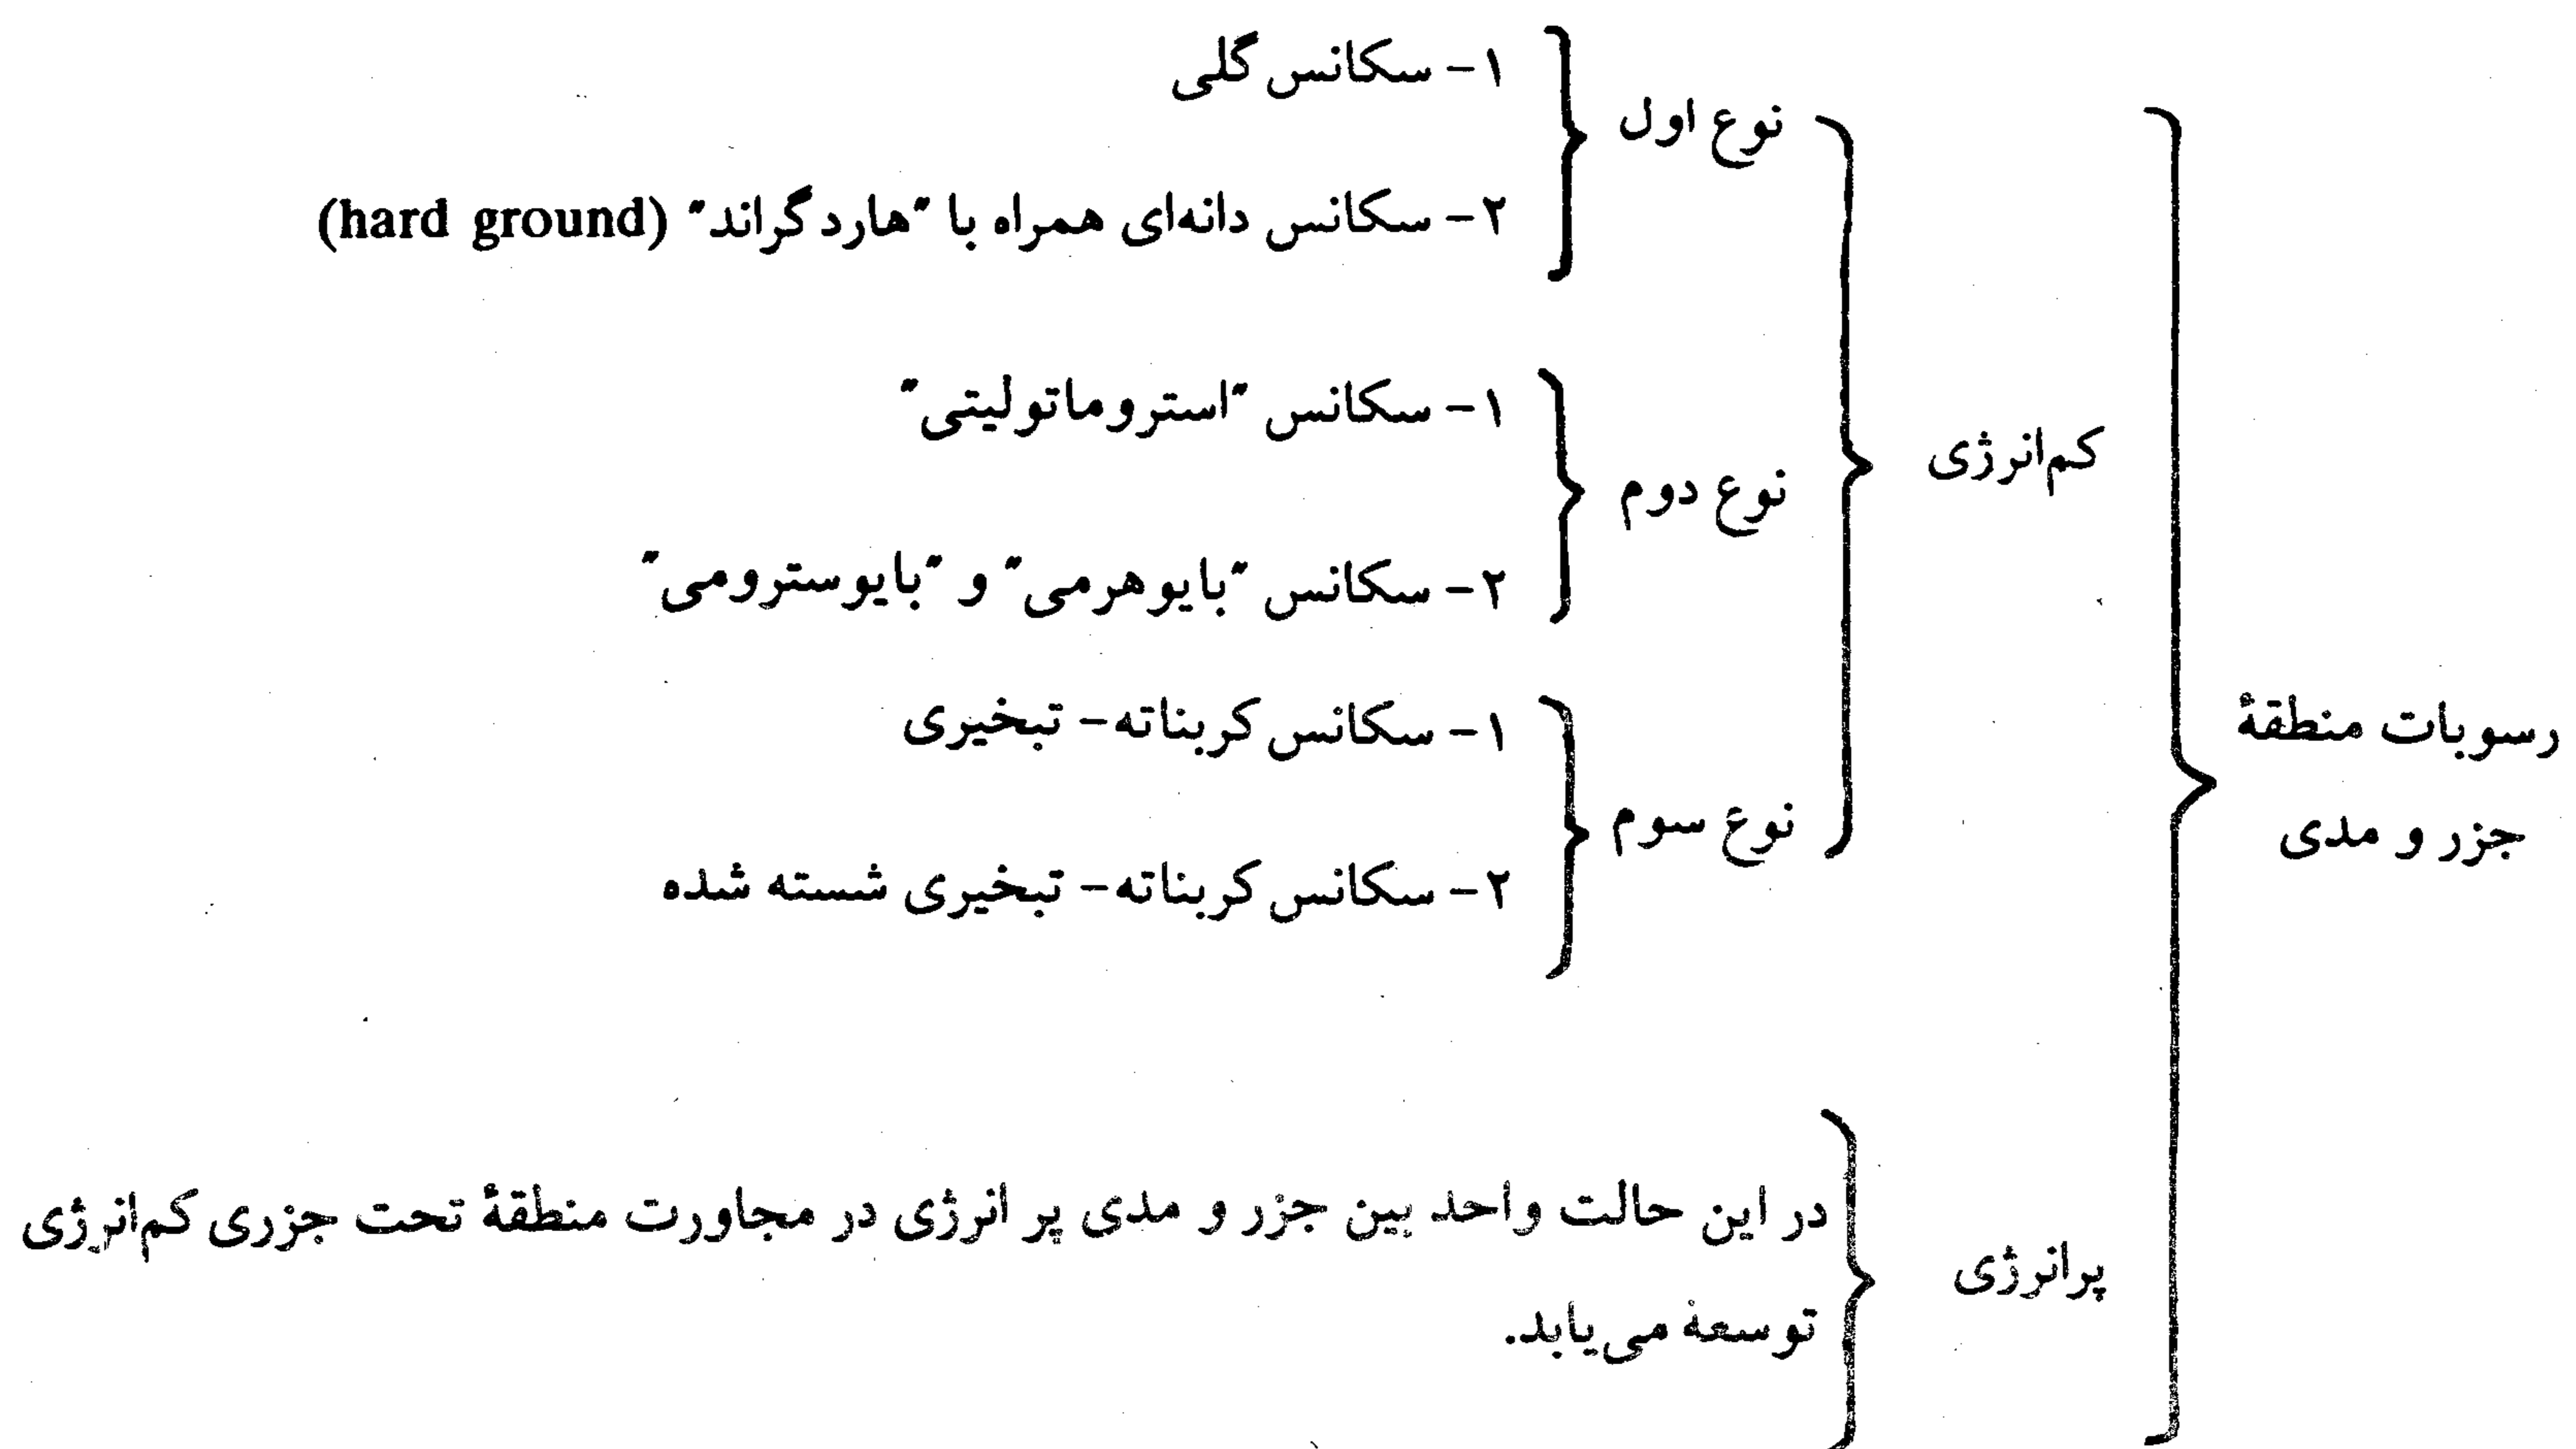 رسوبات منطقهٔ
جزر و مدی
کم‌انرژی
نوع اول
۱- سکانس گلی
۲- سکانس دانه‌ای همراه با "هارد گراند" (hard ground)
نوع دوم
۱- سکانس "استروماتولیتی"
۲- سکانس "بایوهرمی" و "بایوسترومی"
نوع سوم
۱- سکانس کربناته- تبخیری
۲- سکانس کربناته- تبخیری شسته شده
پرانرژی
در این حالت واحد بین جزر و مدی پر انرژی در مجاورت منطقهٔ تحت جزری کم‌انرژی
توسعهٔ می‌یابد.